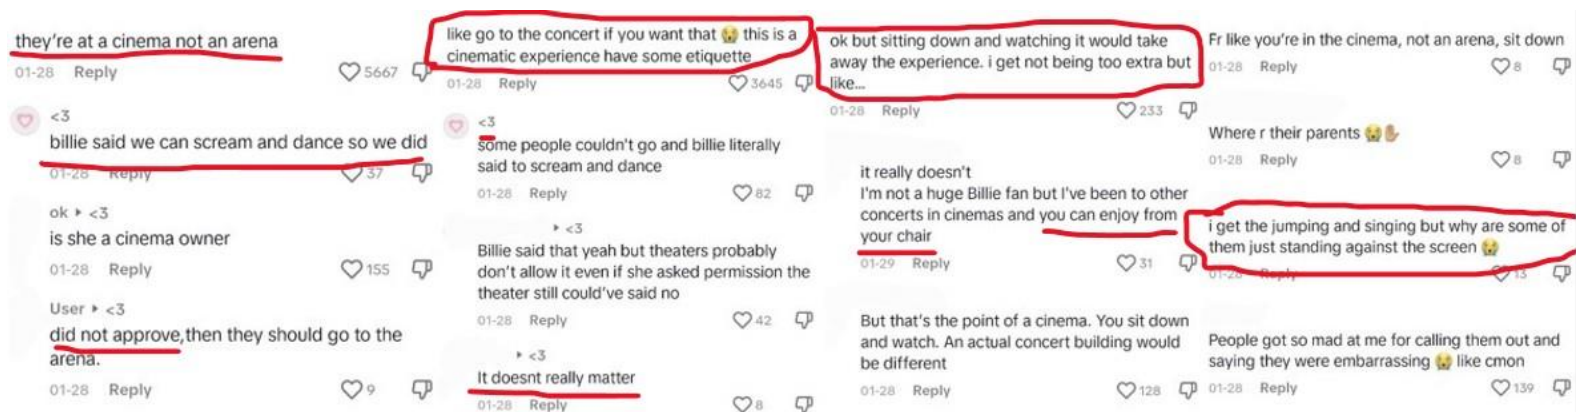 they're at a cinema not an arena
01-28 Reply 5667
<3
billie said we can scream and dance so we did
01-28 Reply 37
ok ▸ <3
is she a cinema owner
01-28 Reply 155
User ▸ <3
did not approve,then they should go to the
arena.
01-28 Reply 9
like go to the concert if you want that 😭 this is a
cinematic experience have some etiquette
01-28 Reply 3645
<3
some people couldn't go and billie literally
said to scream and dance
01-28 Reply 82
▸ <3
Billie said that yeah but theaters probably
don't allow it even if she asked permission the
theater still could've said no
01-28 Reply 42
▸ <3
It doesnt really matter
01-28 Reply 8
ok but sitting down and watching it would take
away the experience. i get not being too extra but
like...
01-28 Reply 233
it really doesn't
I'm not a huge Billie fan but I've been to other
concerts in cinemas and you can enjoy from
your chair
01-29 Reply 31
But that's the point of a cinema. You sit down
and watch. An actual concert building would
be different
01-28 Reply 128
Fr like you're in the cinema, not an arena, sit down
01-28 Reply 8
Where r their parents 😭✋🏼
01-28 Reply 8
i get the jumping and singing but why are some of
them just standing against the screen 😭
01-28 Reply 13
People got so mad at me for calling them out and
saying they were embarrassing 😭 like cmon
01-28 Reply 139